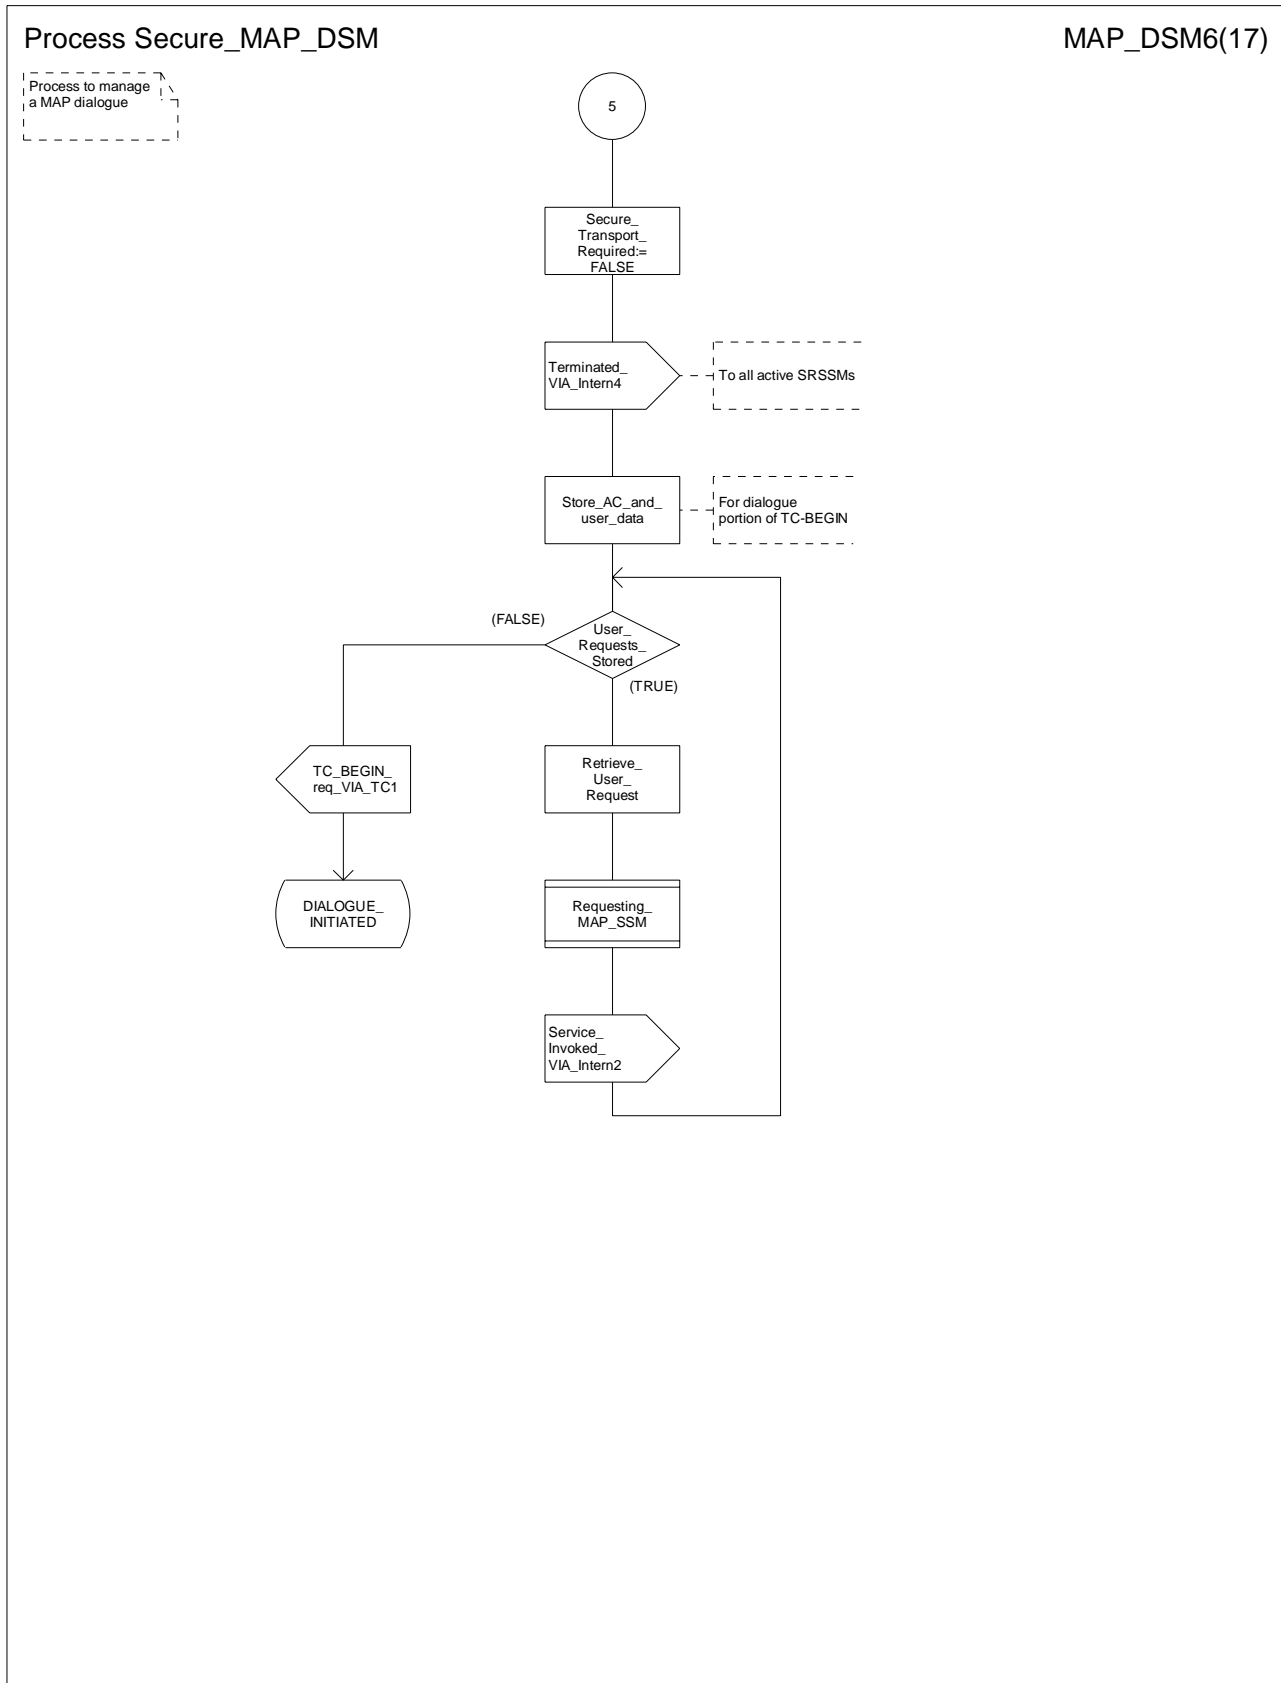 Process Secure_MAP_DSM
MAP_DSM6(17)
Process to manage
a MAP dialogue
5
Secure_
Transport_
Required:=
FALSE
Terminated_
VIA_Intern4
To all active SRSSMs
Store_AC_and_
user_data
For dialogue
portion of TC-BEGIN
(FALSE)
User_
Requests_
Stored
(TRUE)
TC_BEGIN_
req_VIA_TC1
Retrieve_
User_
Request
DIALOGUE_
INITIATED
Requesting_
MAP_SSM
Service_
Invoked_
VIA_Intern2